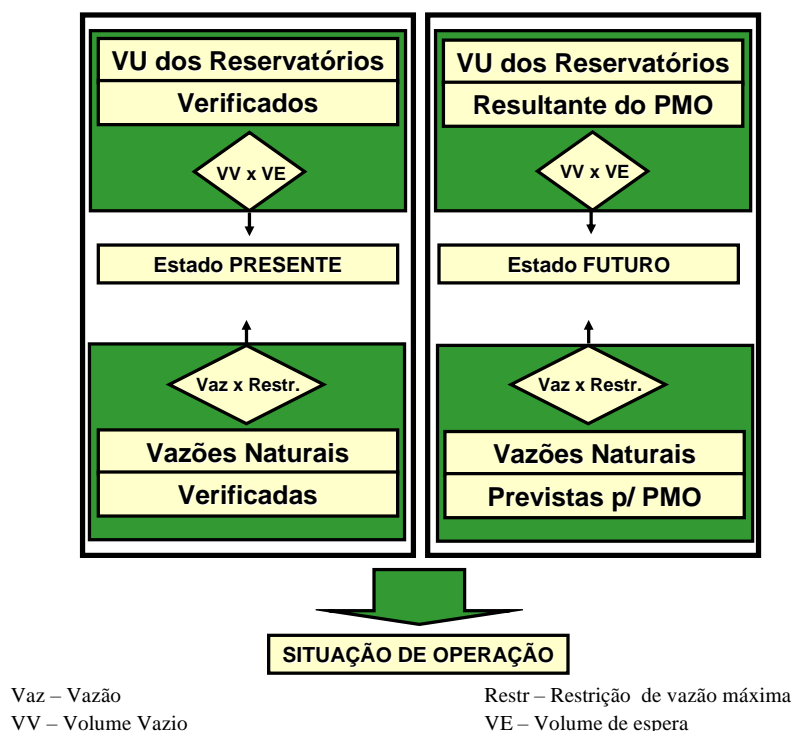 VU dos Reservatórios
Verificados
VV x VE
Estado PRESENTE
Vaz x Restr.
Vazões Naturais
Verificadas
VU dos Reservatórios
Resultante do PMO
VV x VE
Estado FUTURO
Vaz x Restr.
Vazões Naturais
Previstas p/ PMO
SITUAÇÃO DE OPERAÇÃO
Vaz – Vazão
Restr – Restrição de vazão máxima
VV – Volume Vazio
VE – Volume de espera